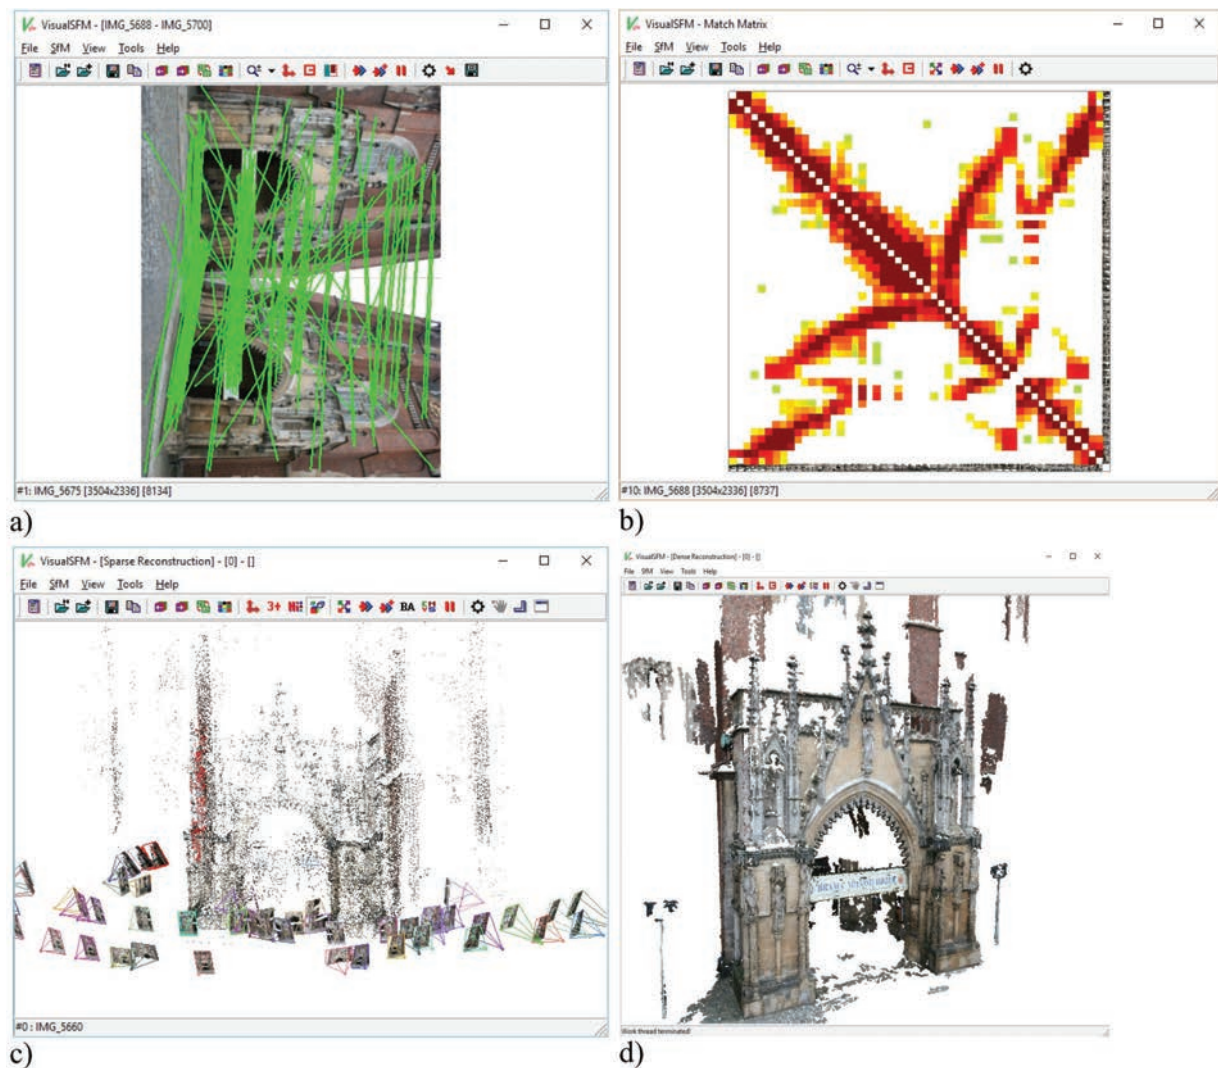 VisualSFM - [IMG_5688 - IMG_5700]
File SfM View Tools Help
#1: IMG_5675 [3504x2336] [8134]
a)
VisualSFM - Match Matrix
File SfM View Tools Help
#10: IMG_5688 [3504x2336] [8737]
b)
VisualSFM - [Sparse Reconstruction] - [0] - []
File SfM View Tools Help
3+ BA
#0 : IMG_5660
c)
VisualSFM - [Dense Reconstruction] - [0] - []
File SfM View Tools Help
Work thread terminated!
d)